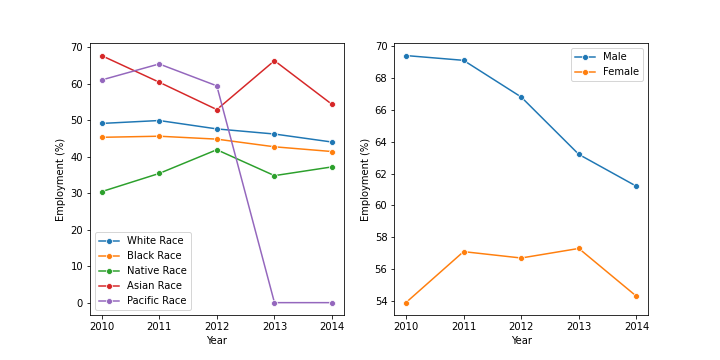 70
60
50
40
30
20
10
0
Employment (%)
White Race
Black Race
Native Race
Asian Race
Pacific Race
2010 2011 2012 2013 2014
Year
70
68
66
64
62
60
58
56
54
Employment (%)
Male
Female
2010 2011 2012 2013 2014
Year